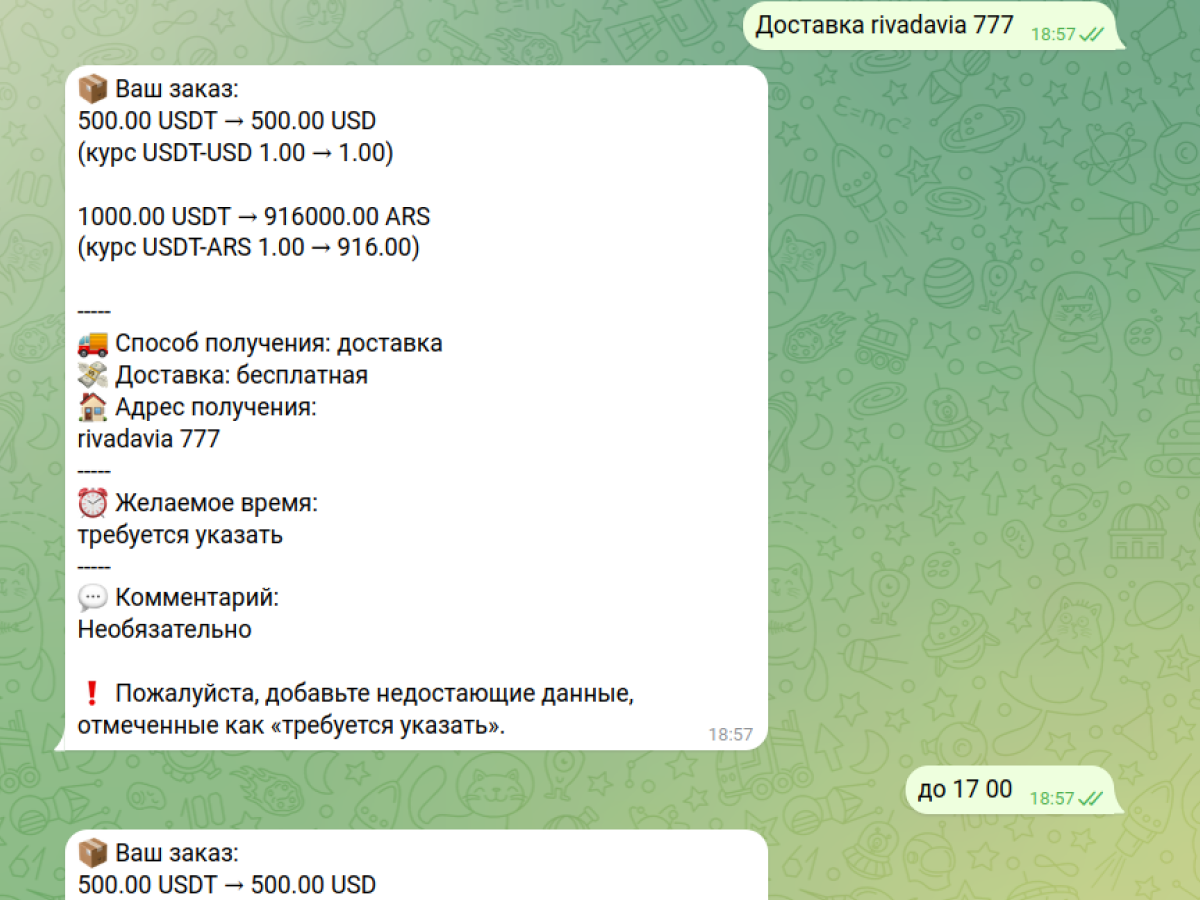 Доставка rivadavia 777 18:57
📦 Ваш заказ:
500.00 USDT → 500.00 USD
(курс USDT-USD 1.00 → 1.00)
1000.00 USDT → 916000.00 ARS
(курс USDT-ARS 1.00 → 916.00)
-----
🚚 Способ получения: доставка
💸 Доставка: бесплатная
🏠 Адрес получения:
rivadavia 777
-----
⏰ Желаемое время:
требуется указать
-----
💬 Комментарий:
Необязательно
❗ Пожалуйста, добавьте недостающие данные,
отмеченные как «требуется указать».
18:57
до 17 00 18:57
📦 Ваш заказ:
500.00 USDT → 500.00 USD